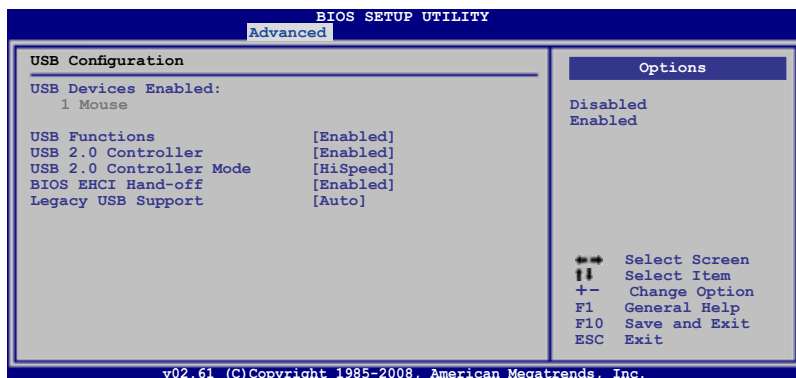 BIOS SETUP UTILITY
Advanced
USB Configuration
USB Devices Enabled:
1 Mouse
USB Functions [Enabled]
USB 2.0 Controller [Enabled]
USB 2.0 Controller Mode [HiSpeed]
BIOS EHCI Hand-off [Enabled]
Legacy USB Support [Auto]
Options
Disabled
Enabled
←→ Select Screen
↑↓ Select Item
+- Change Option
F1 General Help
F10 Save and Exit
ESC Exit
v02.61 (C)Copyright 1985-2008, American Megatrends, Inc.